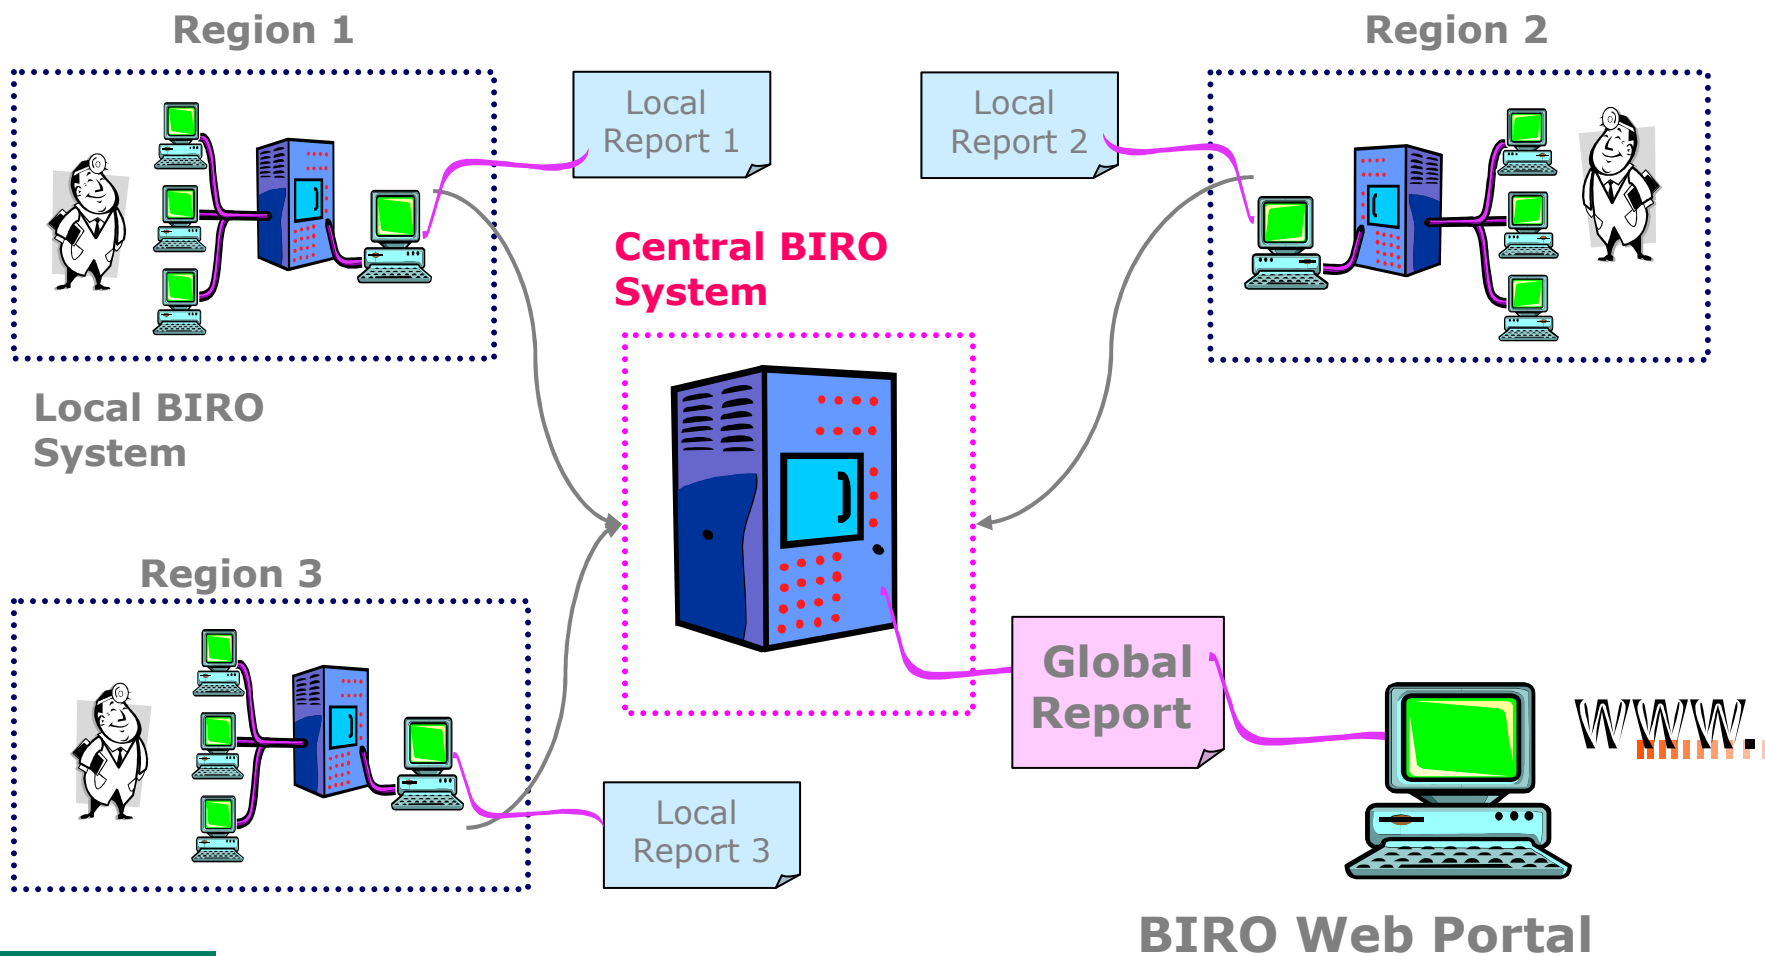 Region 1
Region 2
Local
Report 1
Local
Report 2
Central BIRO
System
Local BIRO
System
Region 3
Global
Report
WWW.
Local
Report 3
BIRO Web Portal